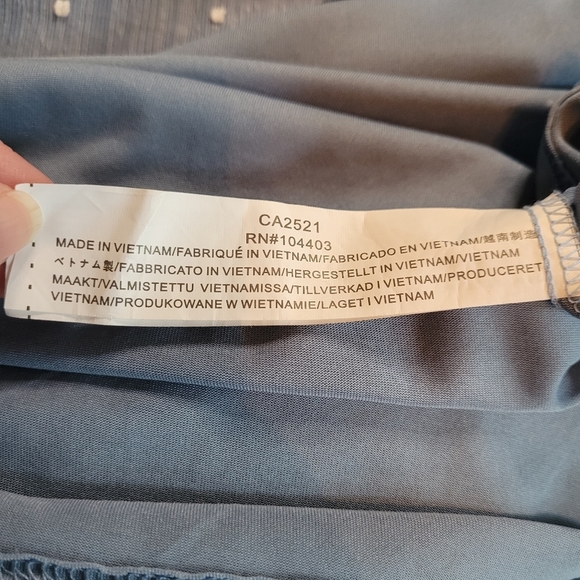 CA2521
RN#104403
MADE IN VIETNAM/FABRIQUÉ IN VIETNAM/FABRICADO EN VIETNAM/越南制造
ベトナム製/FABBRICATO IN VIETNAM/HERGESTELLT IN VIETNAM/VIETNAM
MAAKT/VALMISTETTU VIETNAMISSA/TILLVERKAD I VIETNAM/PRODUCERET
VIETNAM/PRODUKOWANE W WIETNAMIE/LAGET I VIETNAM